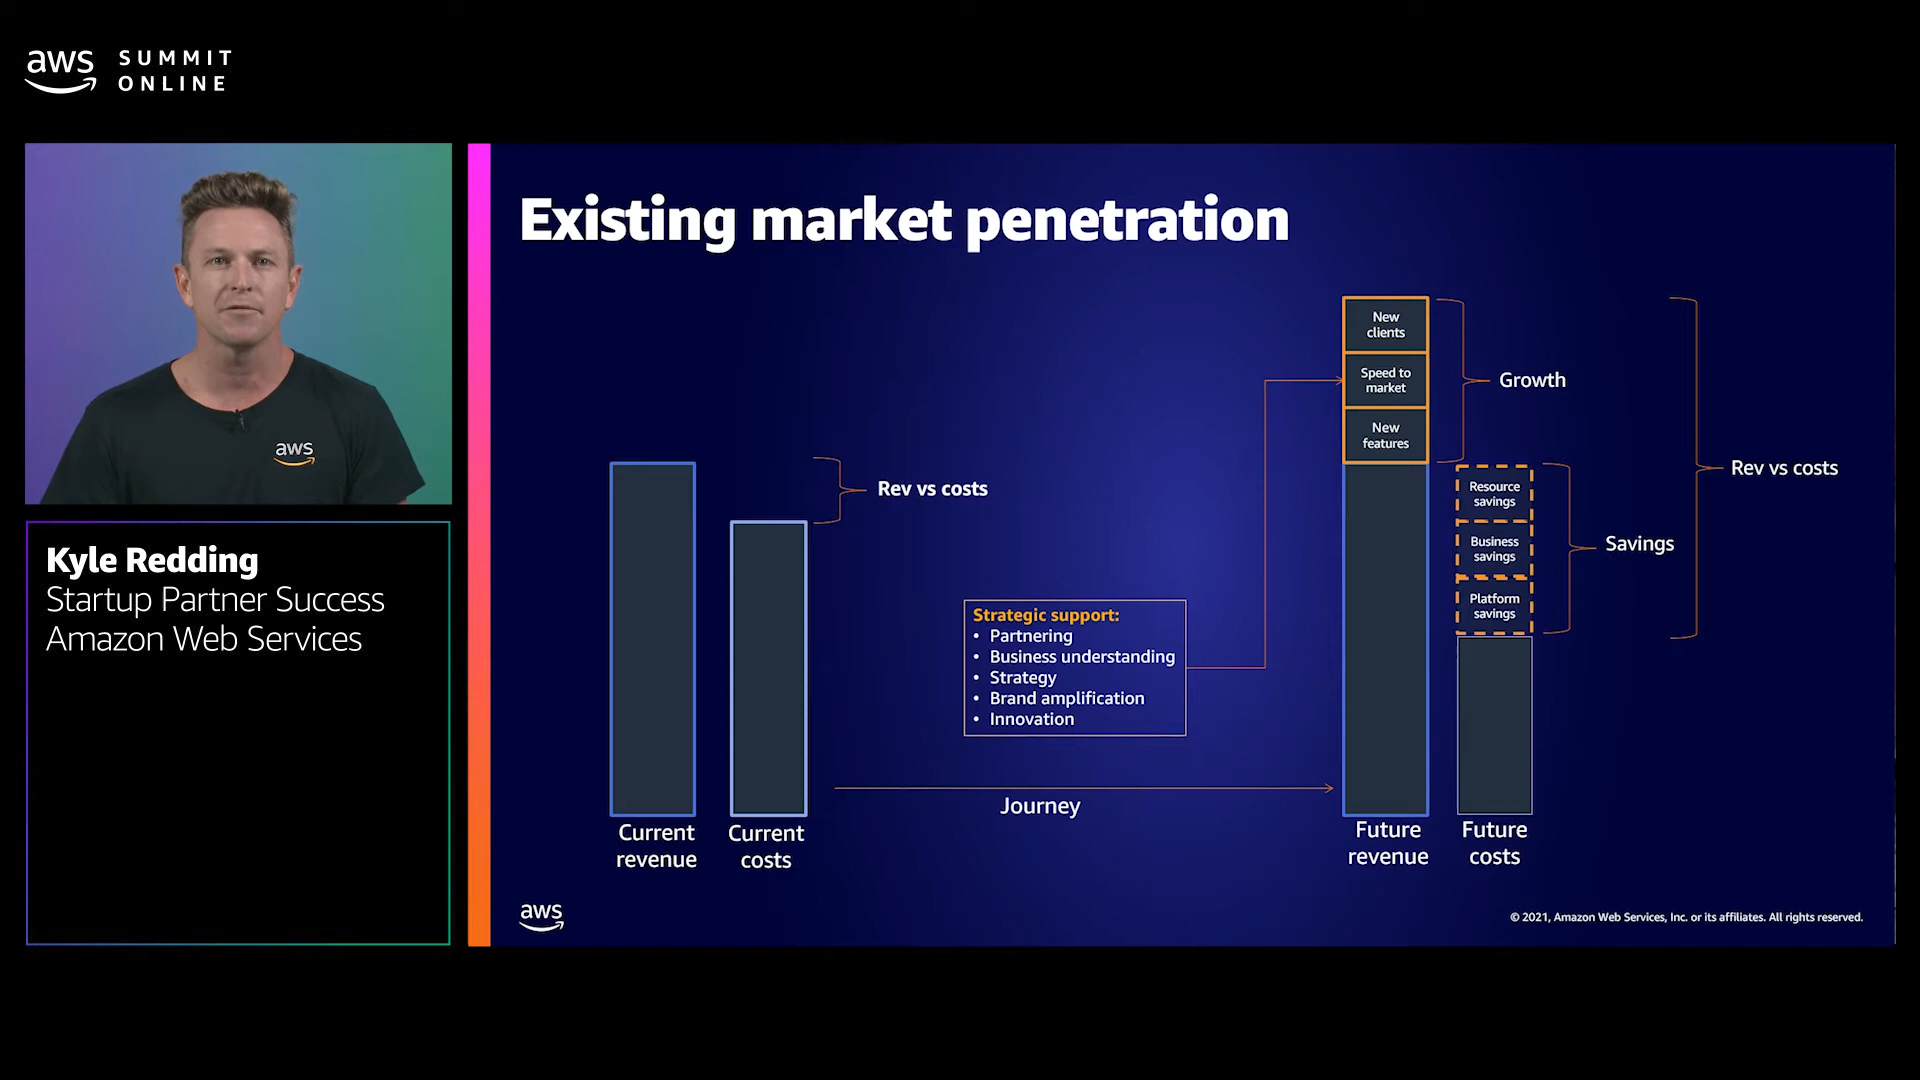 aws SUMMIT
ONLINE
aws
Kyle Redding
Startup Partner Success
Amazon Web Services
Existing market penetration
New
clients
Speed to
market
New
features
Growth
Rev vs costs
Rev vs costs
Resource
savings
Business
savings
Platform
savings
Savings
Strategic support:
• Partnering
• Business understanding
• Strategy
• Brand amplification
• Innovation
Journey
Current
revenue
Current
costs
Future
revenue
Future
costs
aws
© 2021, Amazon Web Services, Inc. or its affiliates. All rights reserved.